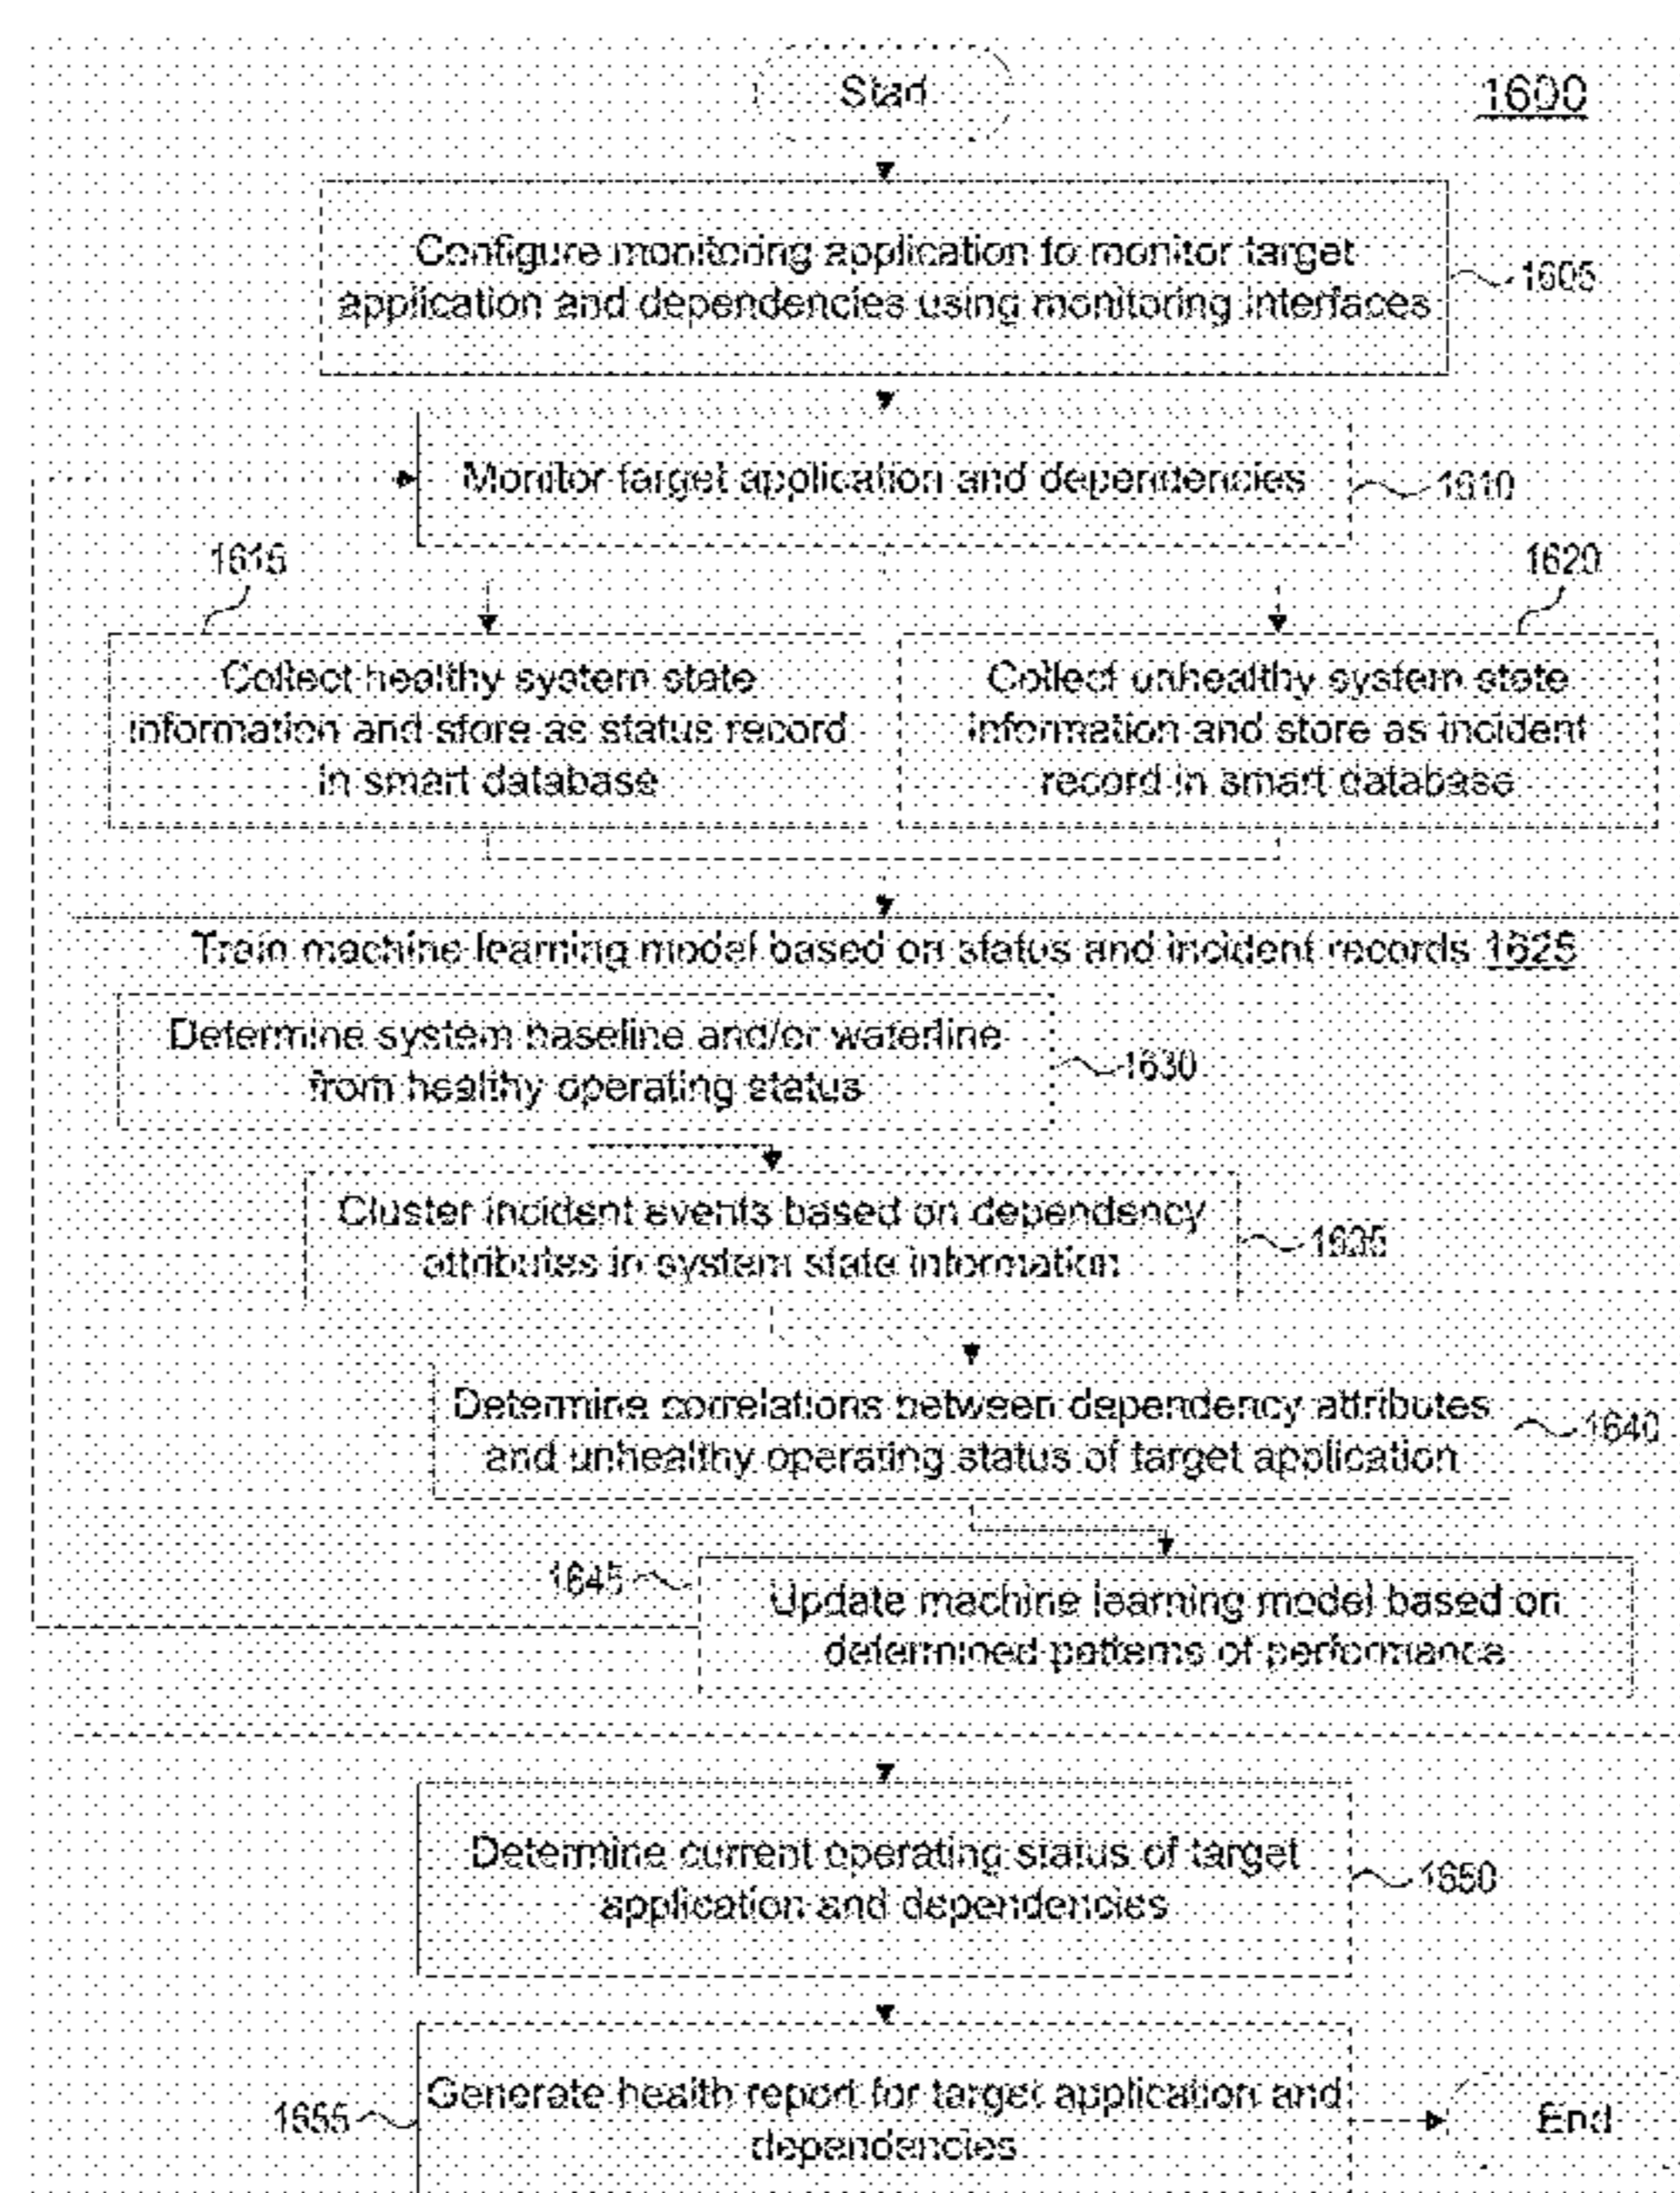 Start
1600
Configure monitoring application to monitor target
application and dependencies using monitoring interfaces
1605
Monitor target application and dependencies
1610
1615
1620
Collect healthy system state
information and store as status record
in smart database
Collect unhealthy system state
information and store as incident
record in smart database
Train machine learning model based on status and incident records 1625
Determine system baseline and/or waterline
from healthy operating status
1630
Cluster incident events based on dependency
attributes in system state information
1635
Determine correlations between dependency attributes
and unhealthy operating status of target application
1640
1645
Update machine learning model based on
determined patterns of performance
Determine current operating status of target
application and dependencies
1650
Generate health report for target application and
dependencies
1655
End